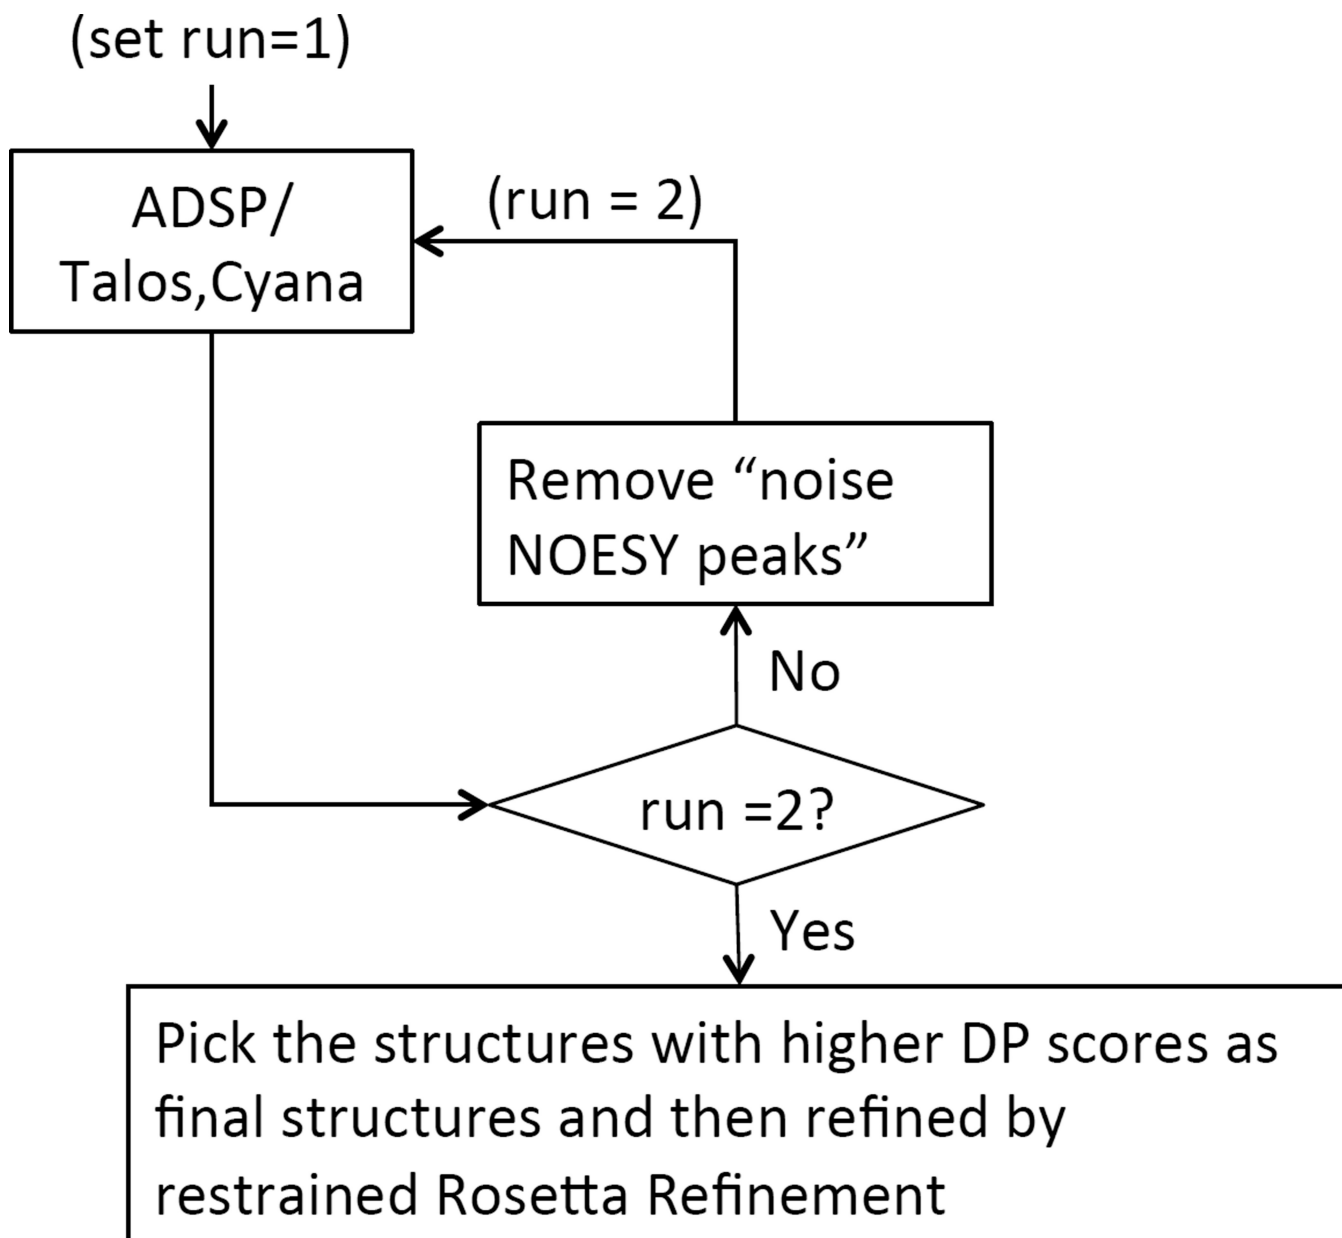 (set run=1)
ADSP/
Talos,Cyana
(run = 2)
Remove “noise
NOESY peaks”
No
run =2?
Yes
Pick the structures with higher DP scores as
final structures and then refined by
restrained Rosetta Refinement